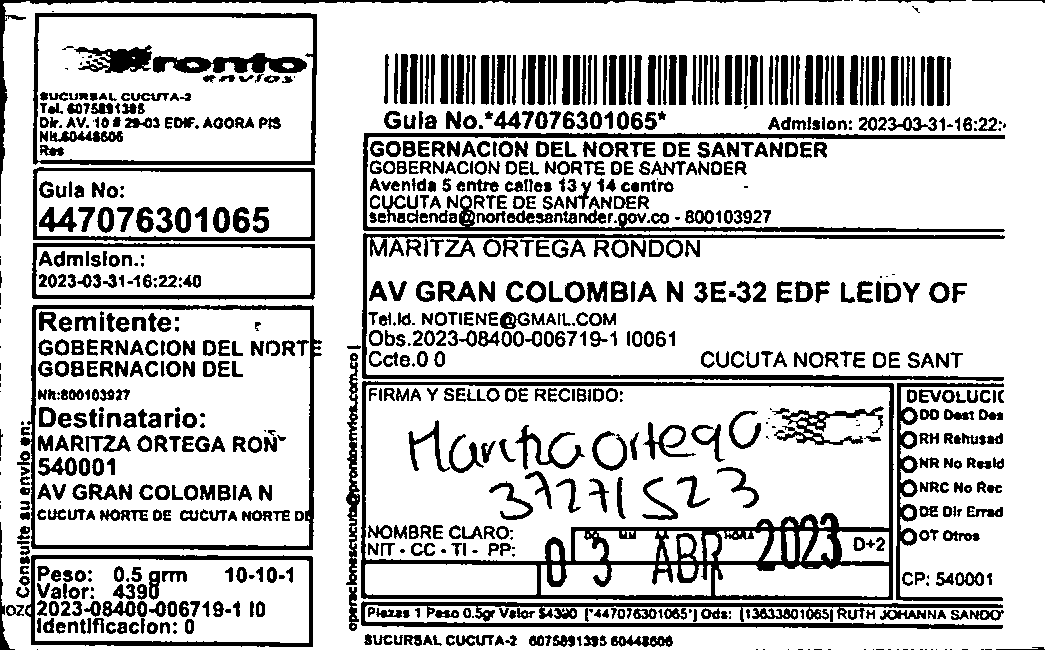 Pronto
envios
SUCURSAL CUCUTA-2
Tel. 6075891395
Dir. AV. 10 # 29-03 EDIF. AGORA PIS
Nit.60448606
Res
Guia No:
447076301065
Admision.:
2023-03-31-16:22:40
Remitente:
GOBERNACION DEL NORTE
GOBERNACION DEL
Nit:800103927
Destinatario:
MARITZA ORTEGA RON
540001
AV GRAN COLOMBIA N
CUCUTA NORTE DE CUCUTA NORTE DE
Peso: 0.5 grm 10-10-1
Valor: 4390
2023-08400-006719-1 I0
Identificacion: 0
Consulte su envio en:
operacionescucuta@prontoenvios.com.co
Guia No.*447076301065*
Admision: 2023-03-31-16:22:
GOBERNACION DEL NORTE DE SANTANDER
GOBERNACION DEL NORTE DE SANTANDER
Avenida 5 entre calles 13 y 14 centro
CUCUTA NORTE DE SANTANDER
sehacienda@nortedesantander.gov.co - 800103927
MARITZA ORTEGA RONDON
AV GRAN COLOMBIA N 3E-32 EDF LEIDY OF
Tel.Id. NOTIENE@GMAIL.COM
Obs.2023-08400-006719-1 I0061
Ccte.0 0 CUCUTA NORTE DE SANT
FIRMA Y SELLO DE RECIBIDO:
Maritza Ortega
37271523
NOMBRE CLARO:
NIT - CC - TI - PP:
DD MM AA HORA
03 ABR 2023
D+2
DEVOLUCIO
DD Dest Des
RH Rehusad
NR No Resid
NRC No Rec
DE Dir Errad
OT Otros
CP: 540001
Piezas 1 Peso 0.5gr Valor $4390 [*447076301065*] Ods: [13633801065] RUTH JOHANNA SANDO
SUCURSAL CUCUTA-2 6075891395 60448606